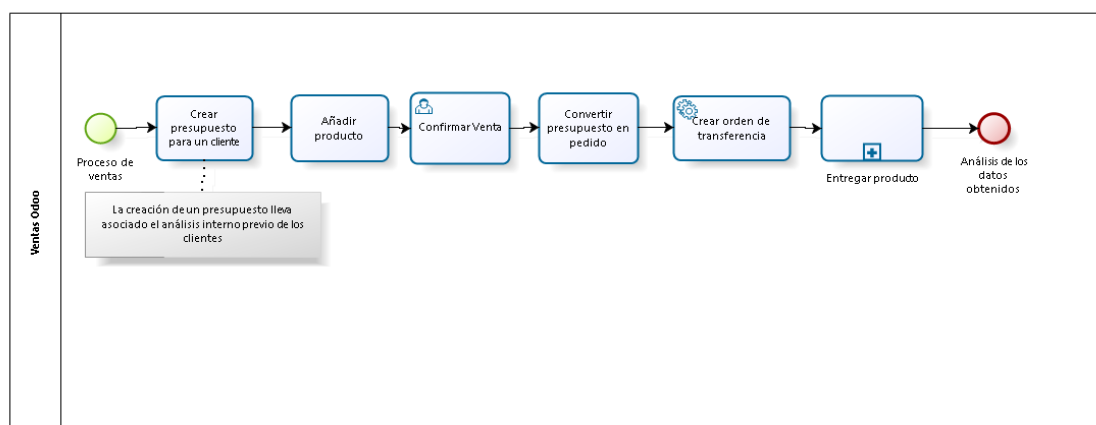 Ventas Odoo
Proceso de
ventas
Crear
presupuesto
para un cliente
La creación de un presupuesto lleva
asociado el análisis interno previo de los
clientes
Añadir
producto
Confirmar Venta
Convertir
presupuesto en
pedido
Crear orden de
transferencia
Entregar producto
Análisis de los
datos
obtenidos